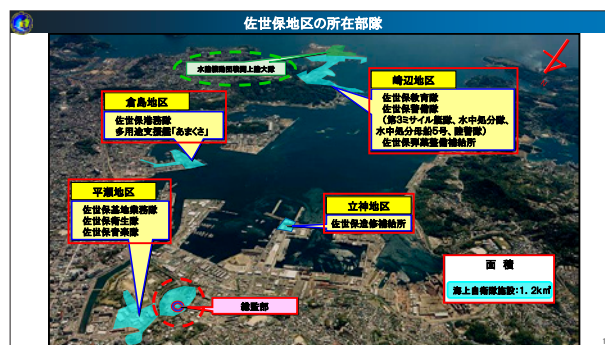 佐世保地区の所在部隊
水陸機動団戦闘上陸大隊
崎辺地区
佐世保教育隊
佐世保警備隊
(第3ミサイル艇隊、水中処分隊、
水中処分母船5号、陸警隊)
佐世保弾薬整備補給所
倉島地区
佐世保港務隊
多用途支援艦「あまくさ」
平瀬地区
佐世保基地業務隊
佐世保衛生隊
佐世保音楽隊
立神地区
佐世保造修補給所
面 積
海上自衛隊施設:1.2k㎡
総監部